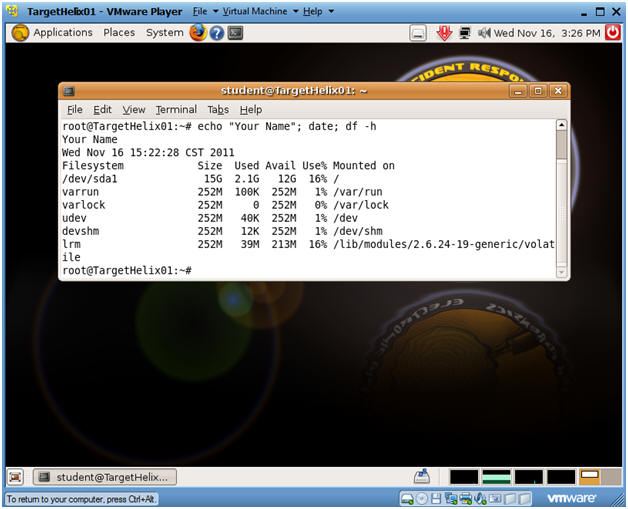 TargetHelix01 - VMware Player File Virtual Machine Help
Applications Places System Wed Nov 16, 3:26 PM
IDENT RESPO
student@TargetHelix01: ~
File Edit View Terminal Tabs Help
root@TargetHelix01:~# echo "Your Name"; date; df -h
Your Name
Wed Nov 16 15:22:28 CST 2011
Filesystem Size Used Avail Use% Mounted on
/dev/sda1 15G 2.1G 12G 16% /
varrun 252M 100K 252M 1% /var/run
varlock 252M 0 252M 0% /var/lock
udev 252M 40K 252M 1% /dev
devshm 252M 12K 252M 1% /dev/shm
lrm 252M 39M 213M 16% /lib/modules/2.6.24-19-generic/volat
ile
root@TargetHelix01:~#
student@TargetHelix...
To return to your computer, press Ctrl+Alt.
vmware